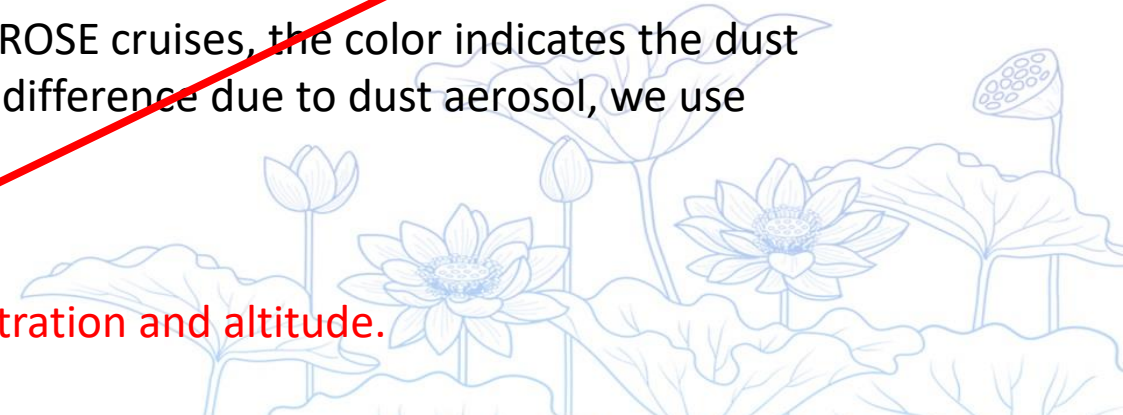 ROSE cruises, the color indicates the dust
difference due to dust aerosol, we use
tration and altitude.